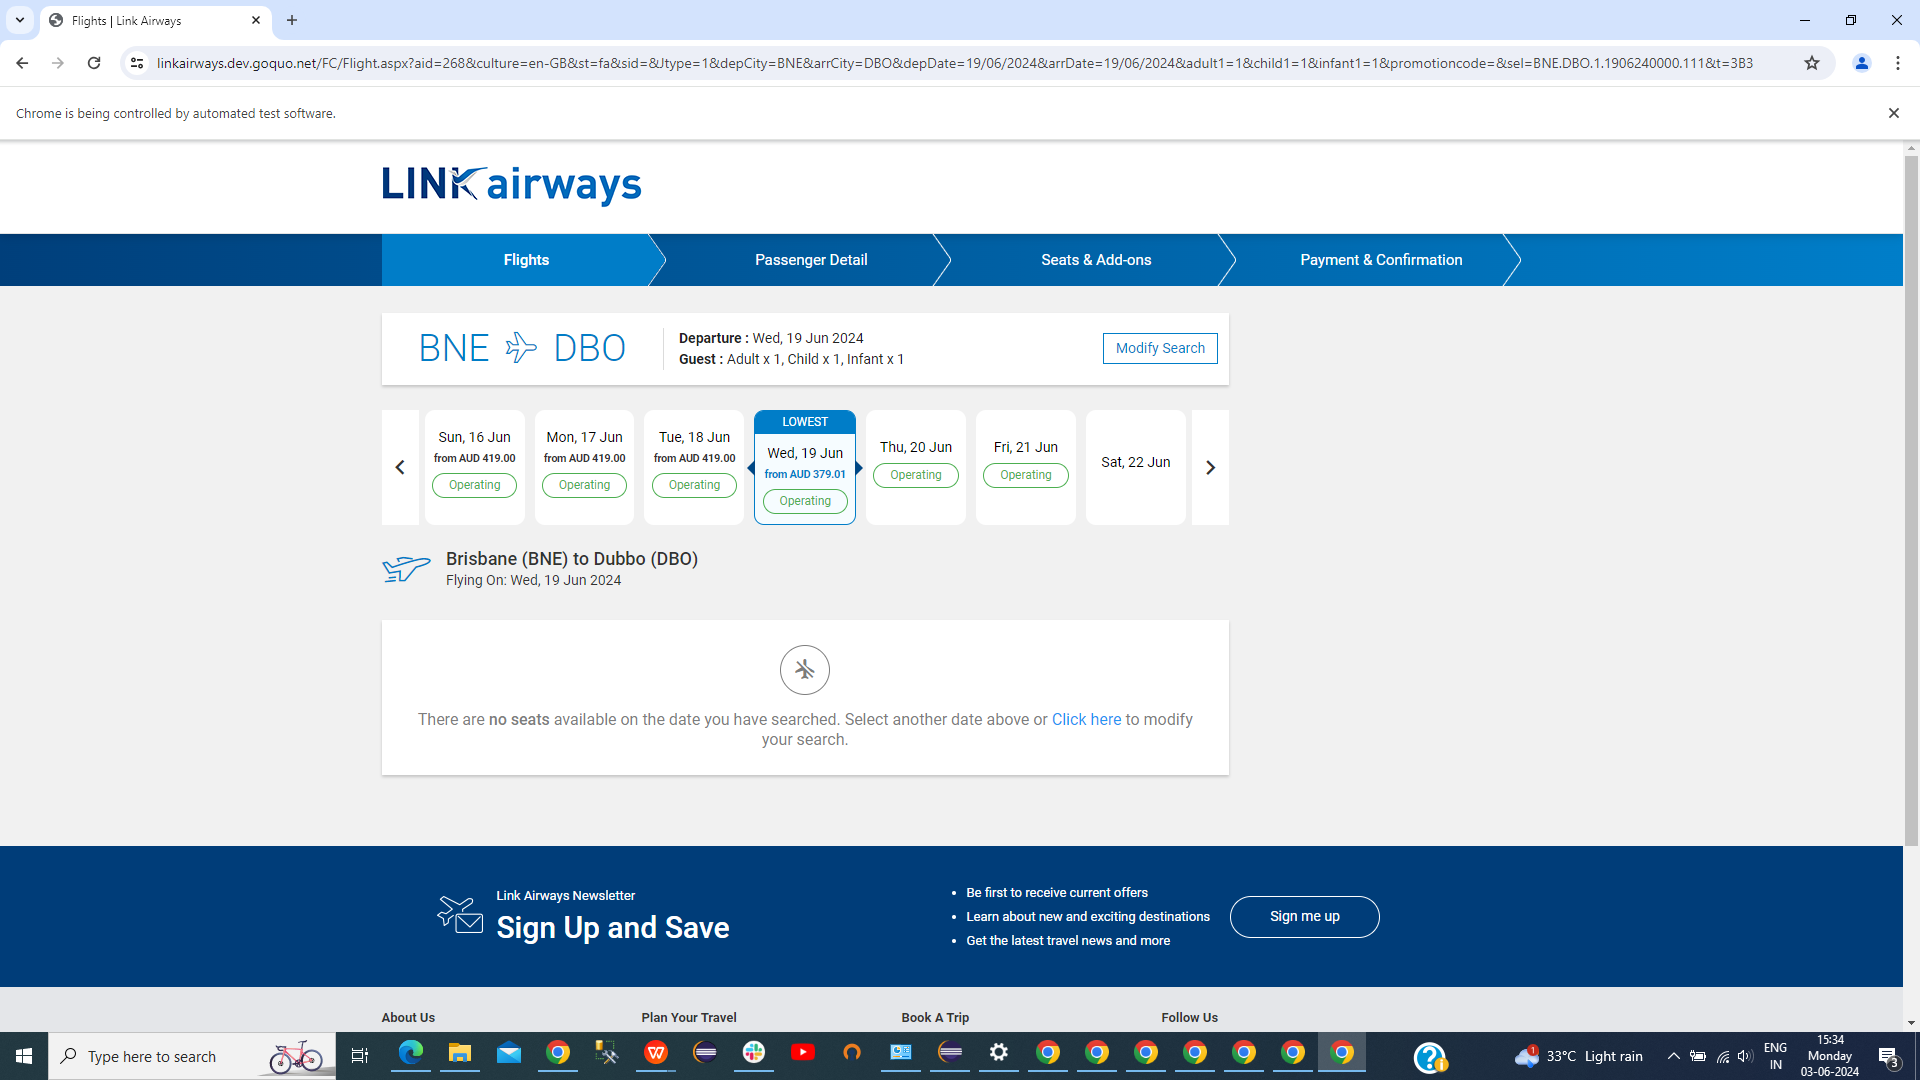 Flights | Link Airways
linkairways.dev.goquo.net/FC/Flight.aspx?aid=268&culture=en-GB&st=fa&sid=&Jtype=1&depCity=BNE&arrCity=DBO&depDate=19/06/2024&arrDate=19/06/2024&adult1=1&child1=1&infant1=1&promotioncode=&sel=BNE.DBO.1.1906240000.111&t=3B3
Chrome is being controlled by automated test software.
LINK airways
Flights
Passenger Detail
Seats & Add-ons
Payment & Confirmation
BNE DBO
Departure : Wed, 19 Jun 2024
Guest : Adult x 1, Child x 1, Infant x 1
Modify Search
Sun, 16 Jun
from AUD 419.00
Operating
Mon, 17 Jun
from AUD 419.00
Operating
Tue, 18 Jun
from AUD 419.00
Operating
LOWEST
Wed, 19 Jun
from AUD 379.01
Operating
Thu, 20 Jun
Operating
Fri, 21 Jun
Operating
Sat, 22 Jun
Brisbane (BNE) to Dubbo (DBO)
Flying On: Wed, 19 Jun 2024
There are no seats available on the date you have searched. Select another date above or Click here to modify
your search.
Link Airways Newsletter
Sign Up and Save
• Be first to receive current offers
• Learn about new and exciting destinations
• Get the latest travel news and more
Sign me up
About Us
Plan Your Travel
Book A Trip
Follow Us
Type here to search
1
33°C Light rain
ENG
IN
15:34
Monday
03-06-2024
3